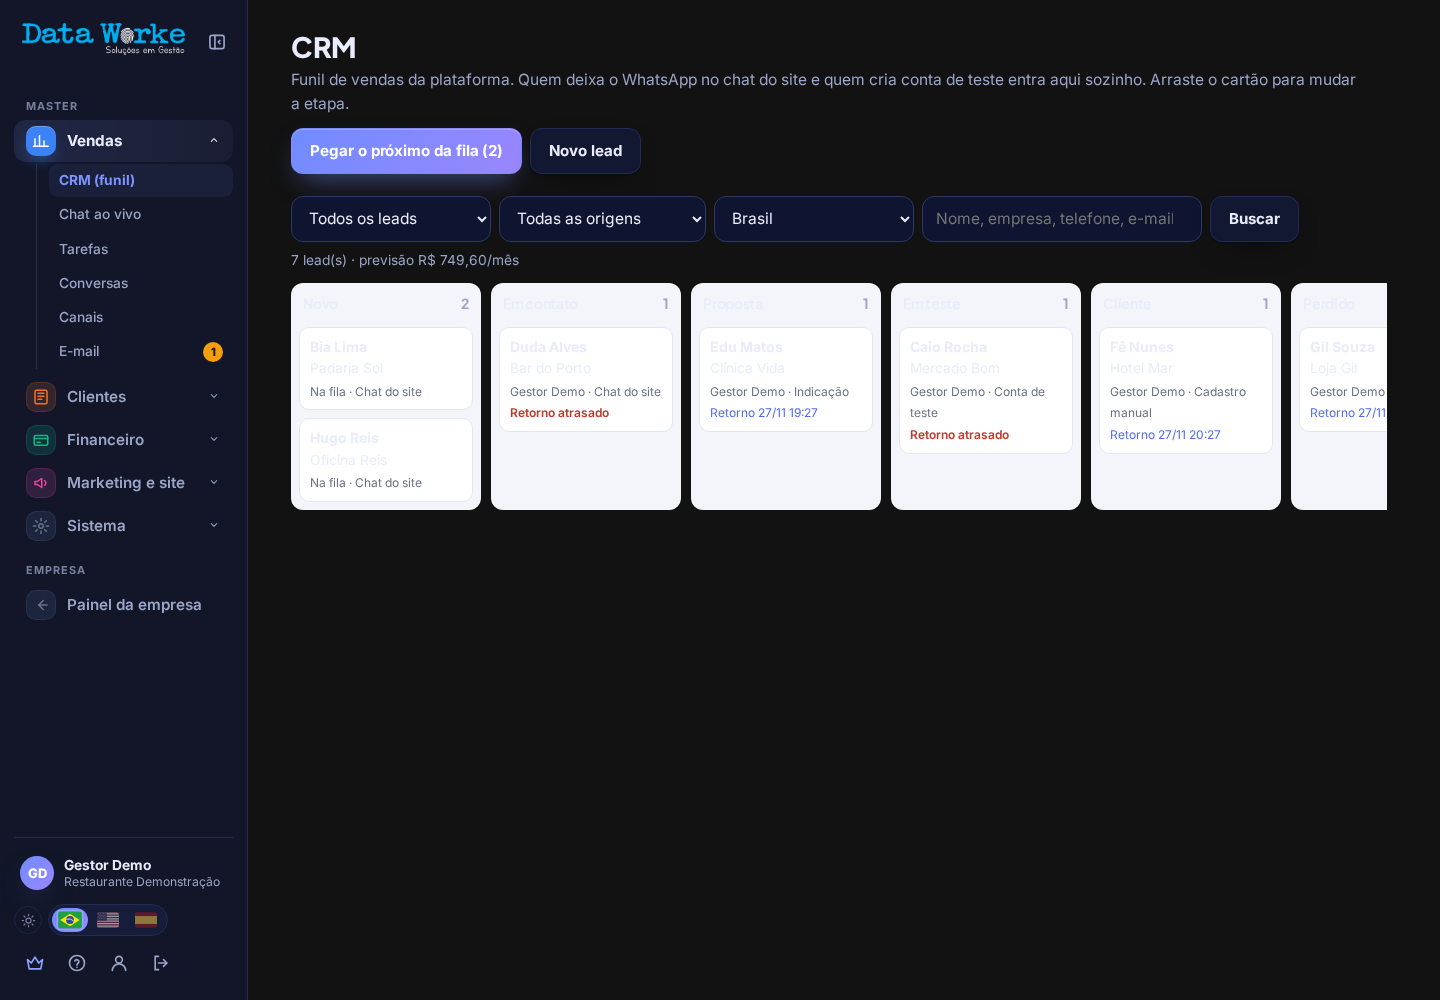 Data Worke
Soluções em Gestão
MASTER
Vendas
CRM (funil)
Chat ao vivo
Tarefas
Conversas
Canais
E-mail 1
Clientes
Financeiro
Marketing e site
Sistema
EMPRESA
Painel da empresa
GD
Gestor Demo
Restaurante Demonstração
CRM
Funil de vendas da plataforma. Quem deixa o WhatsApp no chat do site e quem cria conta de teste entra aqui sozinho. Arraste o cartão para mudar
a etapa.
Pegar o próximo da fila (2)
Novo lead
Todos os leads
Todas as origens
Brasil
Nome, empresa, telefone, e-mail
Buscar
7 lead(s) · previsão R$ 749,60/mês
Novo 2
Bia Lima
Padaria Sol
Na fila · Chat do site
Hugo Reis
Oficina Reis
Na fila · Chat do site
Em contato 1
Duda Alves
Bar do Porto
Gestor Demo · Chat do site
Retorno atrasado
Proposta 1
Edu Matos
Clínica Vida
Gestor Demo · Indicação
Retorno 27/11 19:27
Em teste 1
Caio Rocha
Mercado Bom
Gestor Demo · Conta de
teste
Retorno atrasado
Cliente 1
Fê Nunes
Hotel Mar
Gestor Demo · Cadastro
manual
Retorno 27/11 20:27
Perdido
Gil Souza
Loja Gil
Gestor Demo
Retorno 27/11